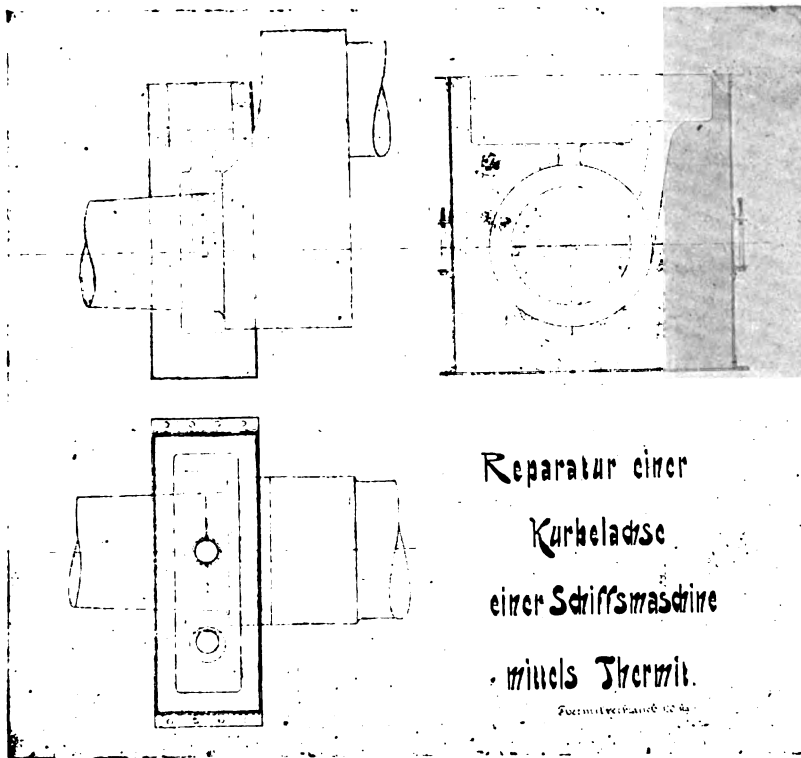 Reparatur einer
Kurbelachse
einer Schiffsmaschine
mittels Thermit.